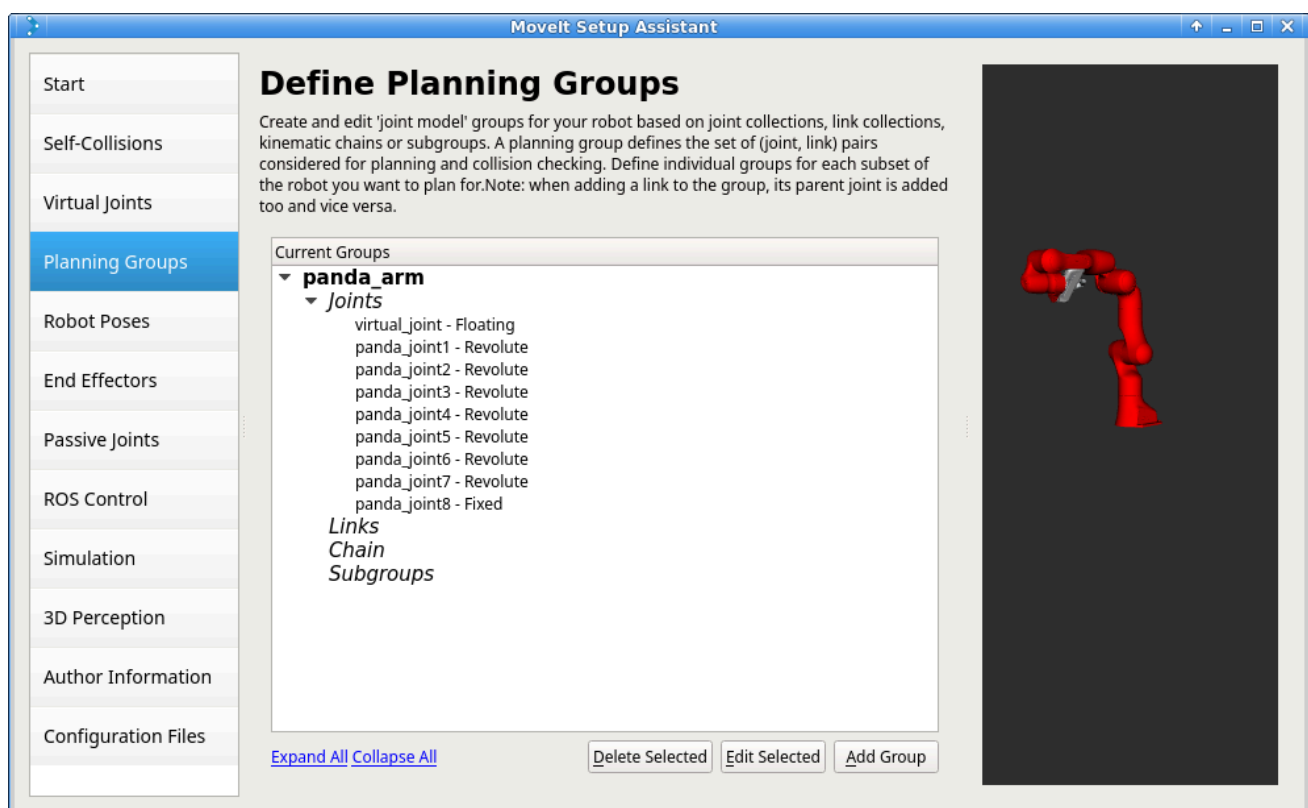 MoveIt Setup Assistant
Start
Self-Collisions
Virtual Joints
Planning Groups
Robot Poses
End Effectors
Passive Joints
ROS Control
Simulation
3D Perception
Author Information
Configuration Files
Define Planning Groups
Create and edit 'joint model' groups for your robot based on joint collections, link collections,
kinematic chains or subgroups. A planning group defines the set of (joint, link) pairs
considered for planning and collision checking. Define individual groups for each subset of
the robot you want to plan for.Note: when adding a link to the group, its parent joint is added
too and vice versa.
Current Groups
panda_arm
Joints
virtual_joint - Floating
panda_joint1 - Revolute
panda_joint2 - Revolute
panda_joint3 - Revolute
panda_joint4 - Revolute
panda_joint5 - Revolute
panda_joint6 - Revolute
panda_joint7 - Revolute
panda_joint8 - Fixed
Links
Chain
Subgroups
Expand All Collapse All Delete Selected Edit Selected Add Group